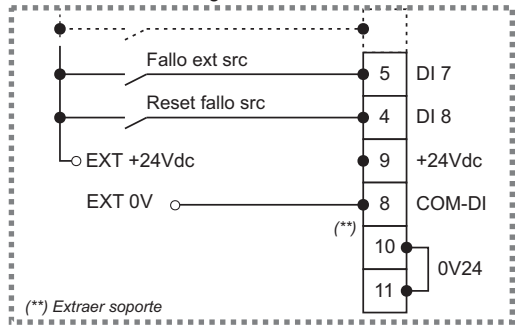 Fallo ext src 5 DI 7
Reset fallo src 4 DI 8
EXT +24Vdc 9 +24Vdc
EXT 0V 8 COM-DI
(**) 10
0V24
11
(**) Extraer soporte